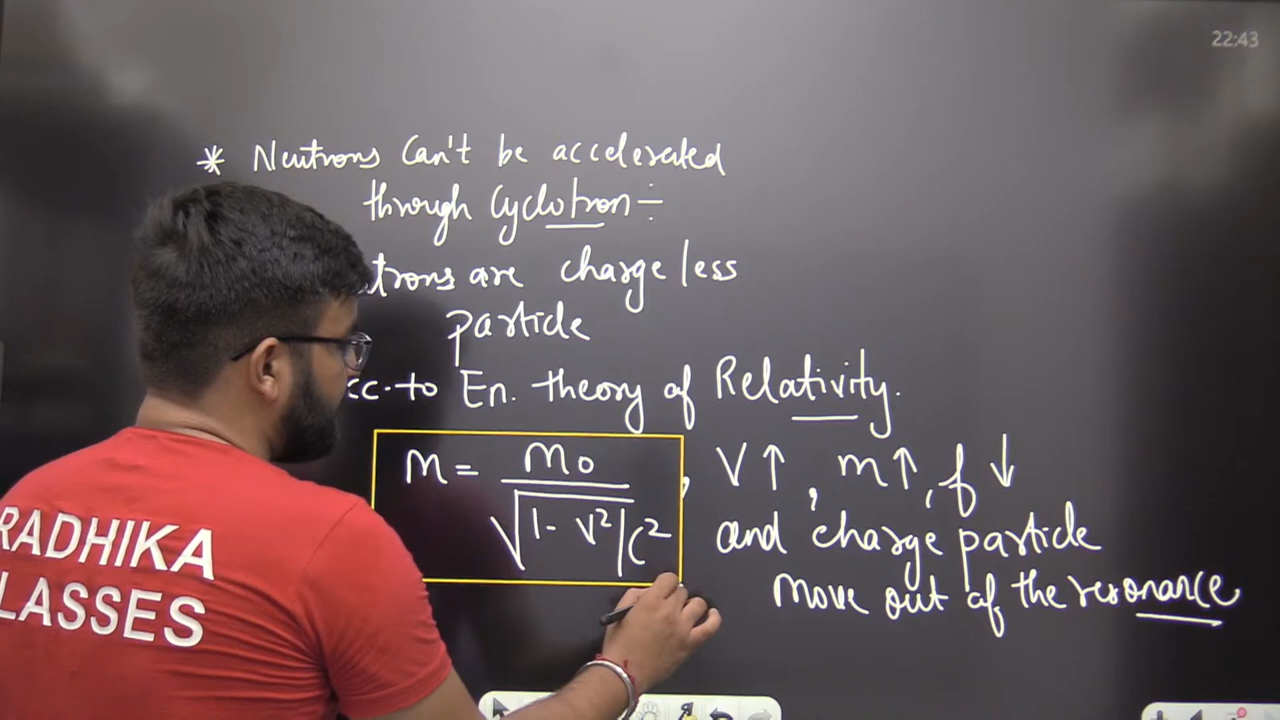 22:43
* Neutrons Can't be accelerated
through Cyclotron ÷
trons are charge less
particle
cc. to En. theory of Relativity.
M = Mo / √1 - V²/C² , V ↑ , m ↑ , f ↓
and charge particle
move out of the resonance
RADHIKA
LASSES